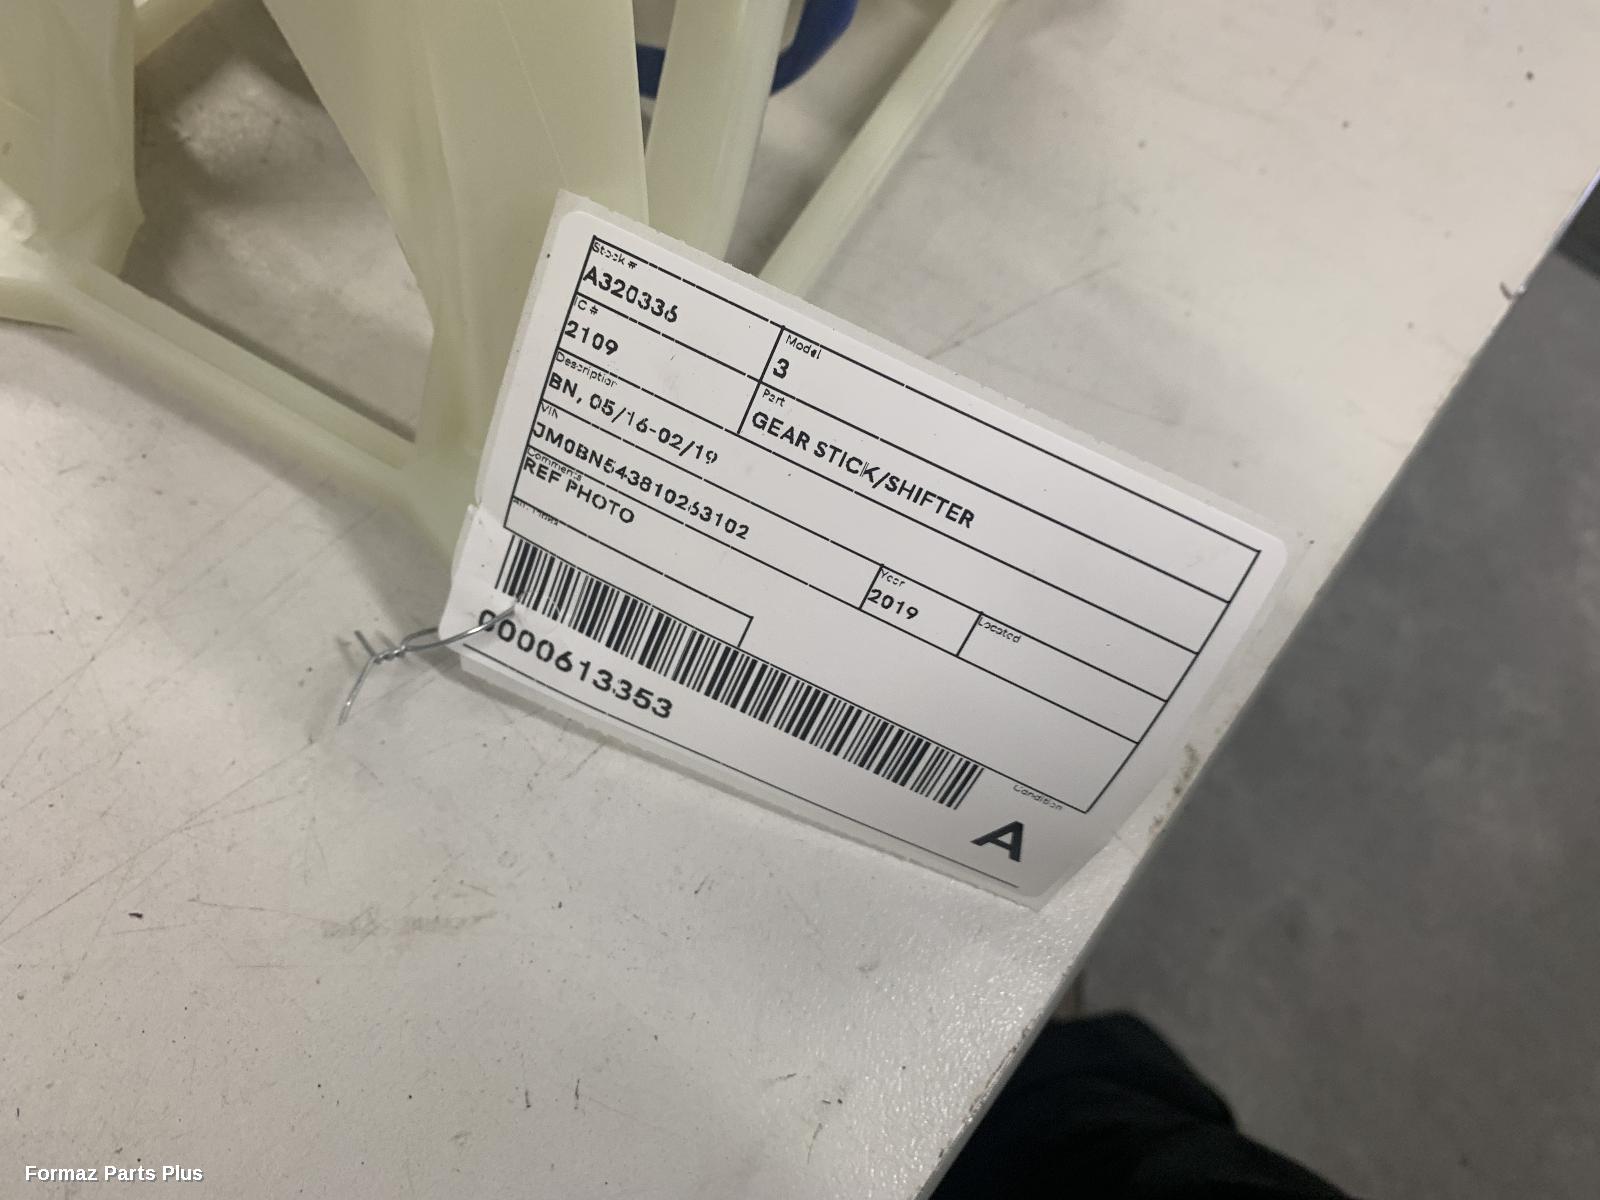 Stock #
A320336
Model
3
IC #
2109
Part
GEAR STICK/SHIFTER
Description
BN, 05/16-02/19
VIN
JM0BN543810263102
Year
2019
Located
Comments
REF PHOTO
0000613353
Condition
A
Formaz Parts Plus